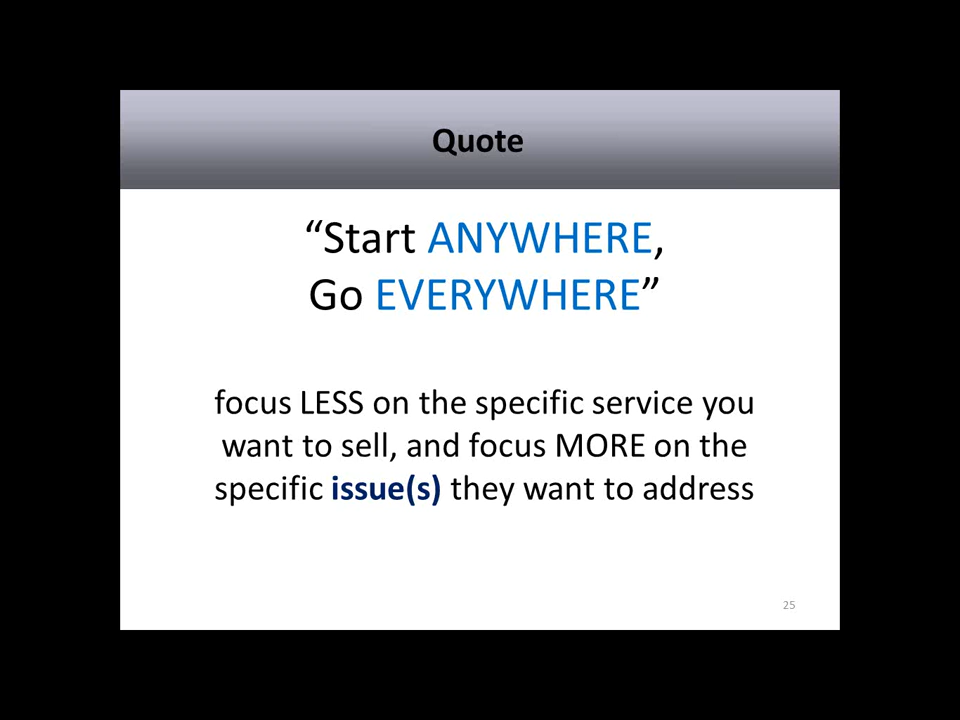 Quote
“Start ANYWHERE,
Go EVERYWHERE”
focus LESS on the specific service you
want to sell, and focus MORE on the
specific issue(s) they want to address
25